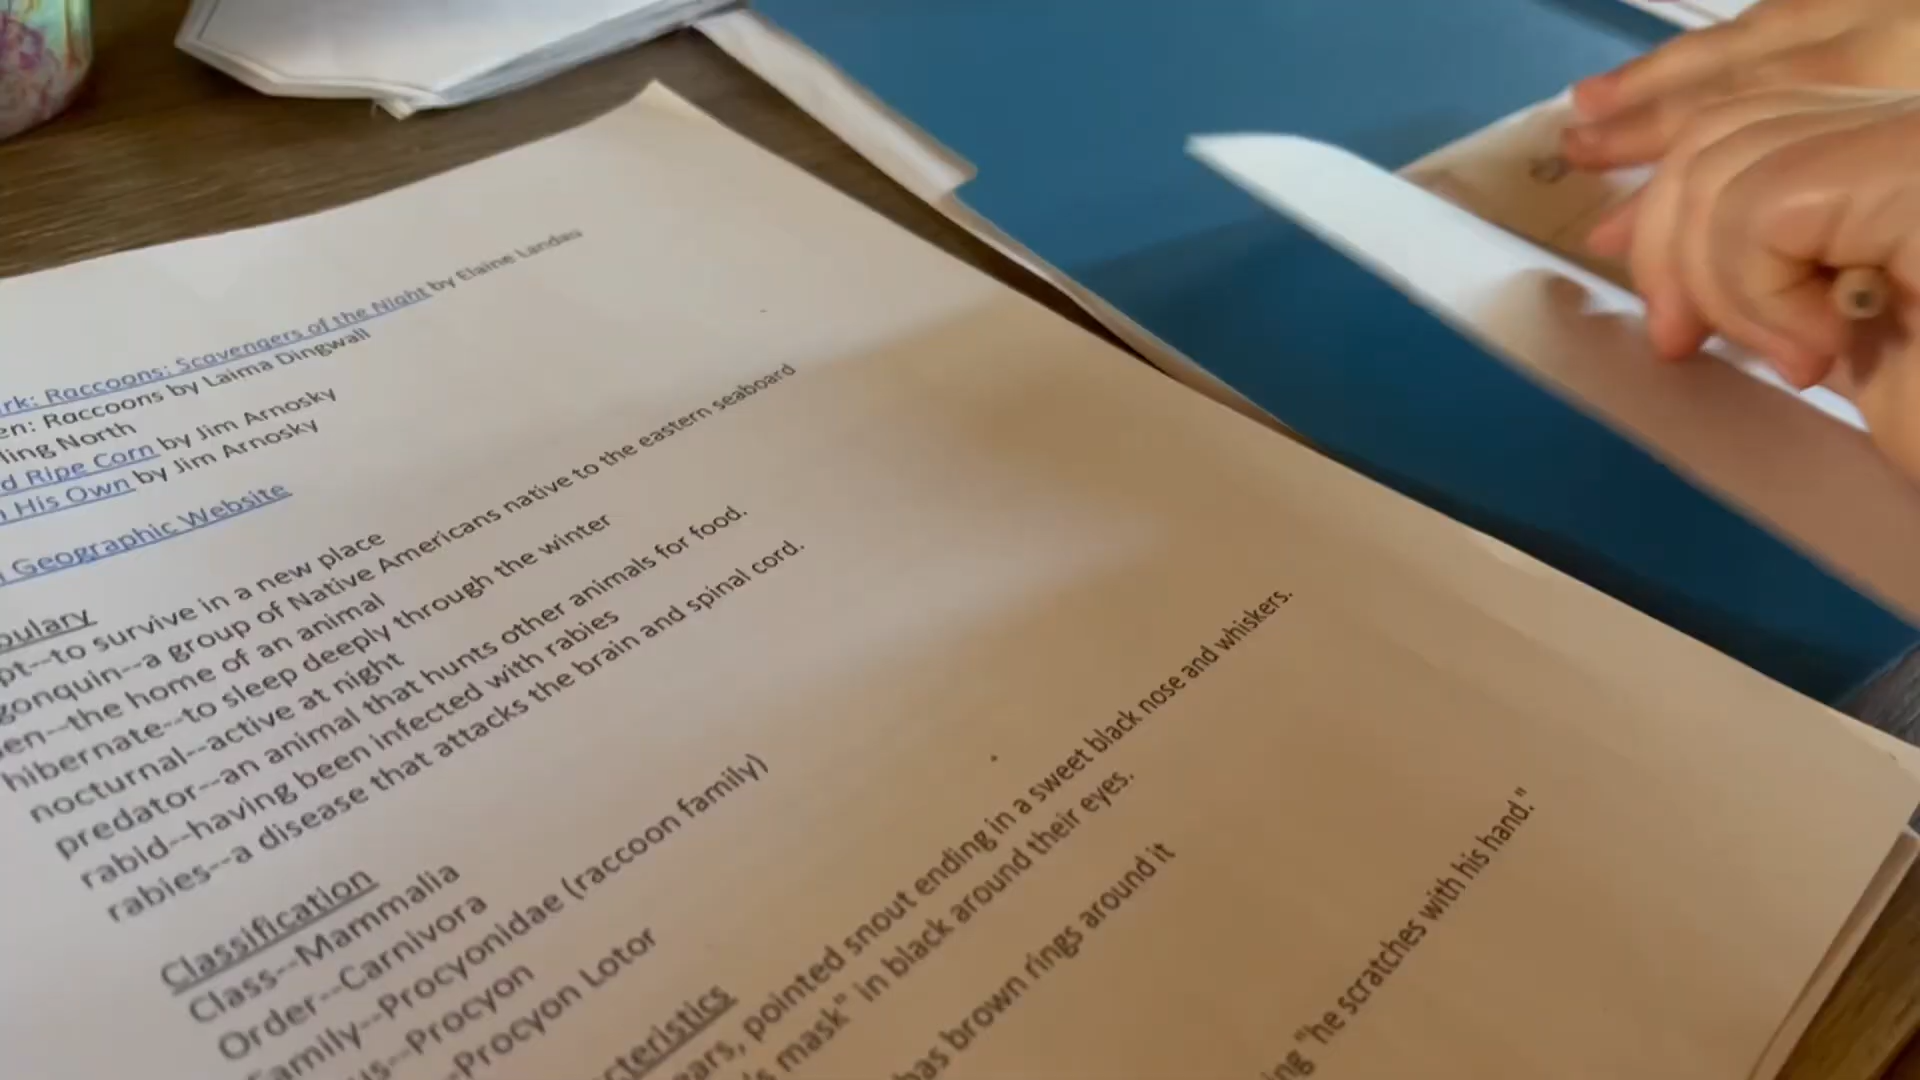 rk: Raccoons: Scavengers of the Night by Elaine Landau
en: Raccoons by Laima Dingwall
ling North
d Ripe Corn by Jim Arnosky
n His Own by Jim Arnosky
Geographic Website
bulary
pt--to survive in a new place
gonquin--a group of Native Americans native to the eastern seaboard
en--the home of an animal
hibernate--to sleep deeply through the winter
nocturnal--active at night
predator--an animal that hunts other animals for food.
rabid--having been infected with rabies
rabies--a disease that attacks the brain and spinal cord.
Classification
Class--Mammalia
Order--Carnivora
Family--Procyonidae (raccoon family)
us--Procyon
--Procyon Lotor
cteristics
ears, pointed snout ending in a sweet black nose and whiskers.
's mask" in black around their eyes.
has brown rings around it
ing "he scratches with his hand."